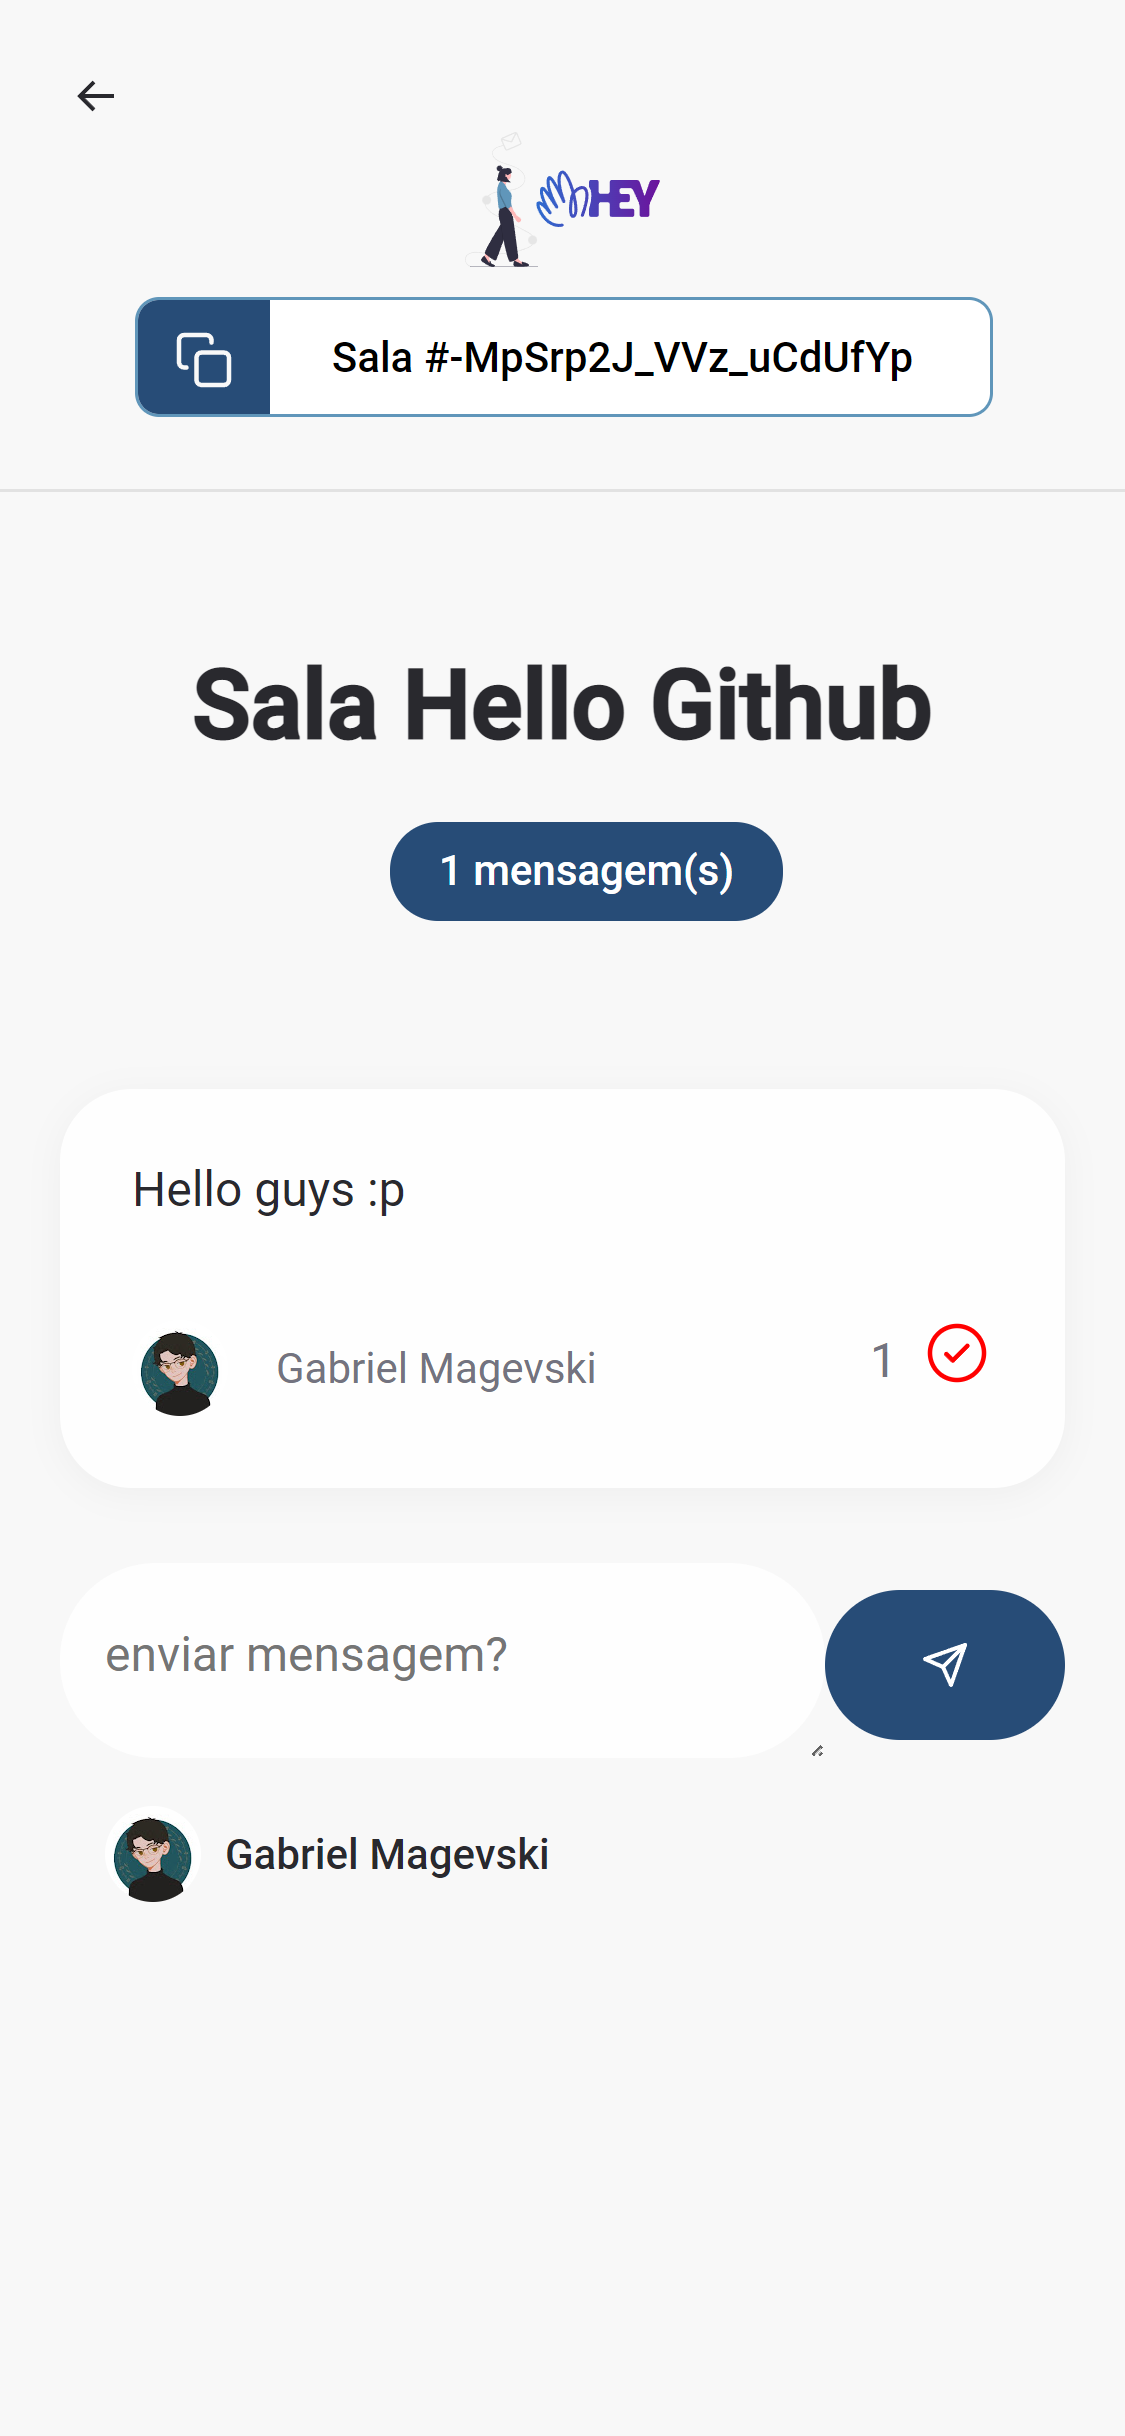 HEY
Sala #-MpSrp2J_VVz_uCdUfYp
Sala Hello Github
1 mensagem(s)
Hello guys :p
Gabriel Magevski
1
enviar mensagem?
Gabriel Magevski